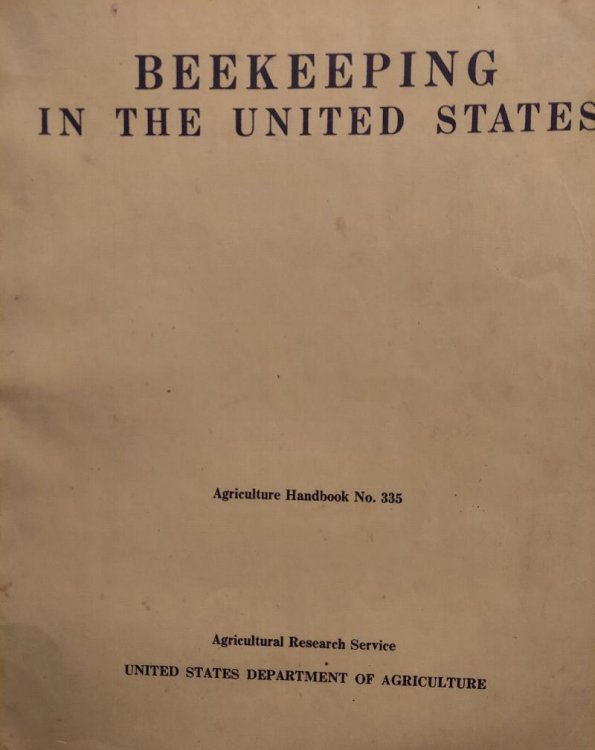 BEEKEEPING
IN THE UNITED STATES
Agriculture Handbook No. 335
Agricultural Research Service
UNITED STATES DEPARTMENT OF AGRICULTURE